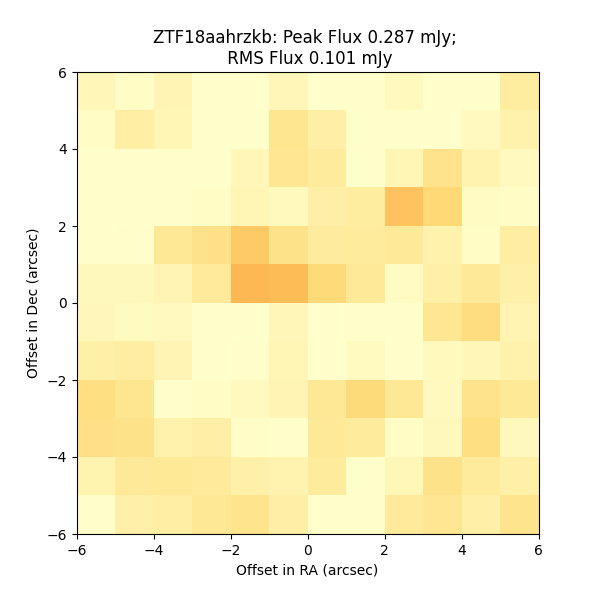 ZTF18aahrzkb: Peak Flux 0.287 mJy;
RMS Flux 0.101 mJy
6
4
2
0
−2
−4
−6
Offset in Dec (arcsec)
−6 −4 −2 0 2 4 6
Offset in RA (arcsec)